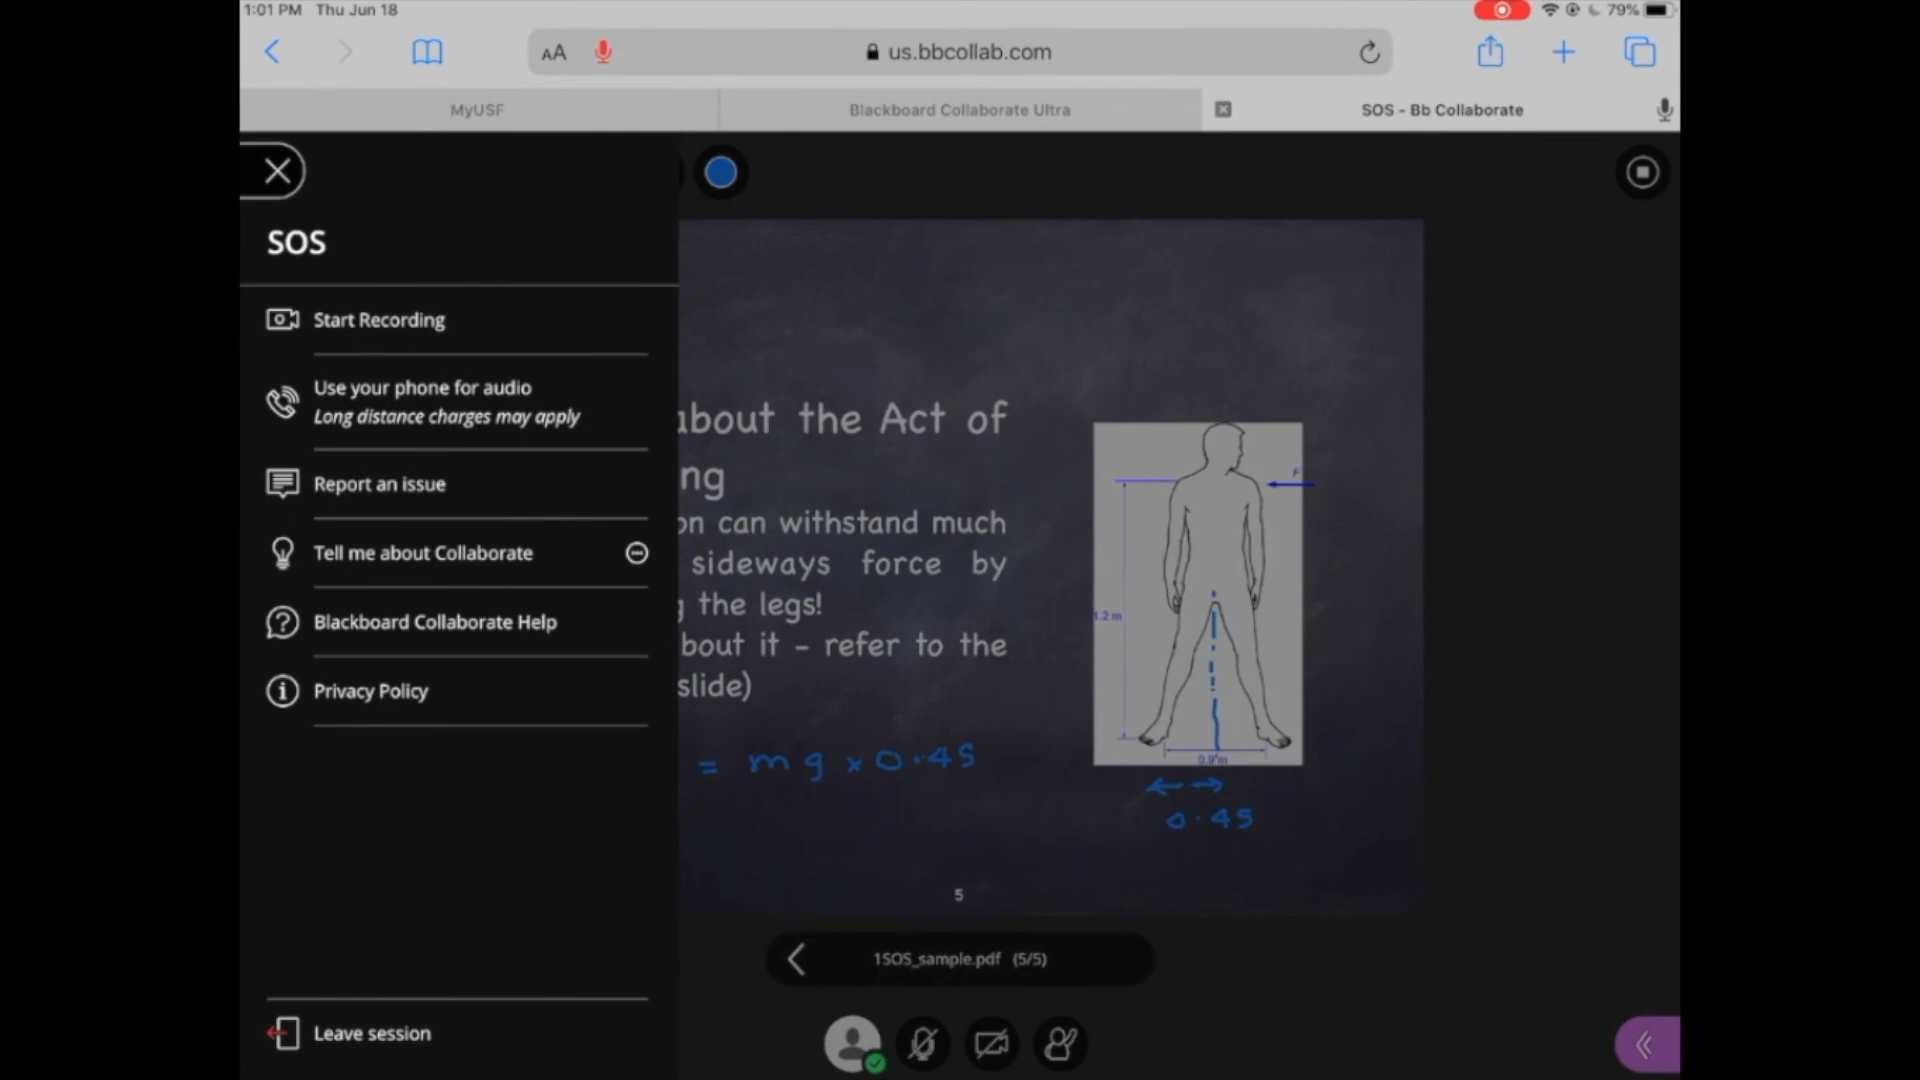 1:01 PM Thu Jun 18
79%
AA
us.bbcollab.com
MyUSF
Blackboard Collaborate Ultra
SOS - Bb Collaborate
SOS
Start Recording
Use your phone for audio
Long distance charges may apply
Report an issue
Tell me about Collaborate
Blackboard Collaborate Help
Privacy Policy
Leave session
about the Act of
ng
on can withstand much
sideways force by
g the legs!
bout it - refer to the
slide)
= mg × 0.45
F
1.2 m
0.9 m
0.45
5
1SOS_sample.pdf (5/5)